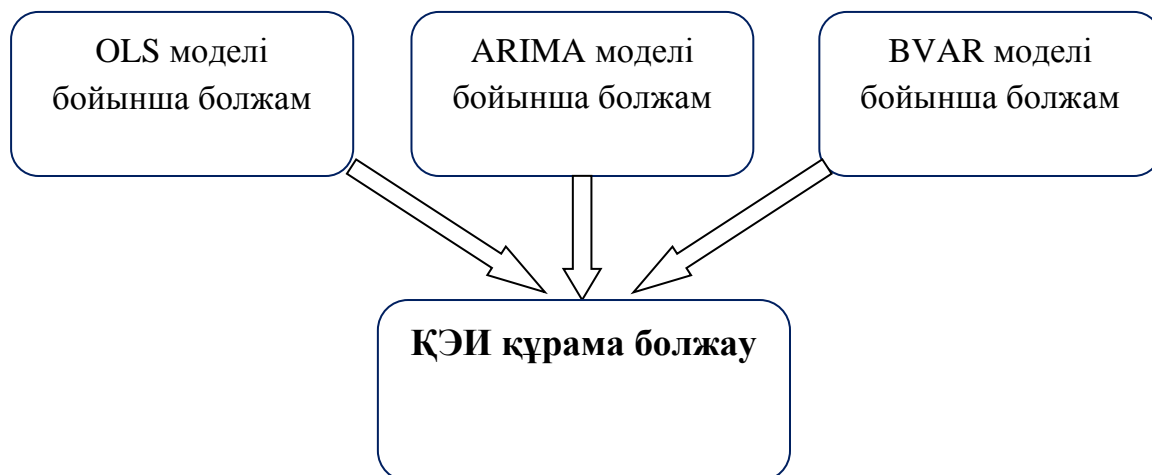 OLS моделі
бойынша болжам
ARIMA моделі
бойынша болжам
BVAR моделі
бойынша болжам
ҚЭИ құрама болжау